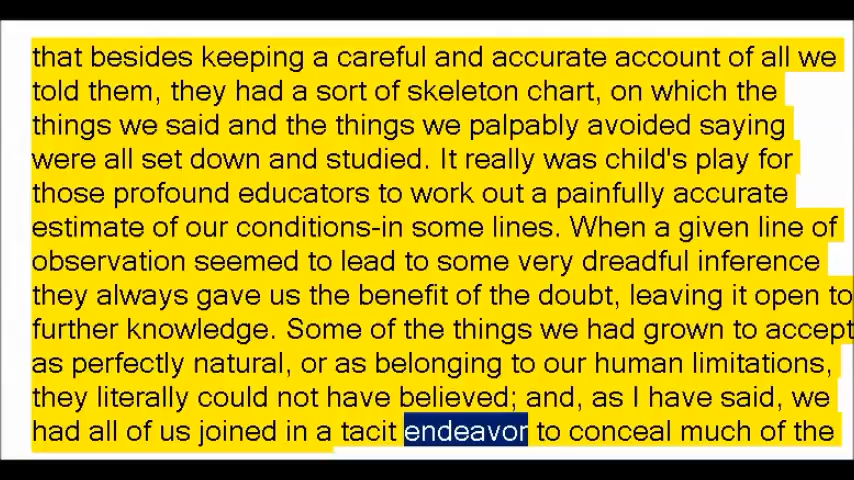 that besides keeping a careful and accurate account of all we
told them, they had a sort of skeleton chart, on which the
things we said and the things we palpably avoided saying
were all set down and studied. It really was child's play for
those profound educators to work out a painfully accurate
estimate of our conditions-in some lines. When a given line of
observation seemed to lead to some very dreadful inference
they always gave us the benefit of the doubt, leaving it open to
further knowledge. Some of the things we had grown to accept
as perfectly natural, or as belonging to our human limitations,
they literally could not have believed; and, as I have said, we
had all of us joined in a tacit endeavor to conceal much of the